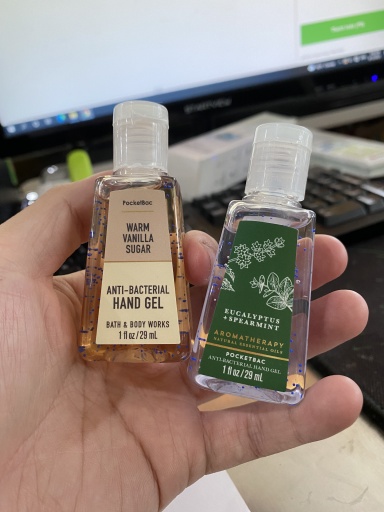 PocketBac
WARM
VANILLA
SUGAR
ANTI-BACTERIAL
HAND GEL
BATH & BODY WORKS
1 fl oz/29 mL
EUCALYPTUS
+ SPEARMINT
AROMATHERAPY
NATURAL ESSENTIAL OILS
POCKETBAC
ANTI-BACTERIAL HAND GEL
1 fl oz/29 mL